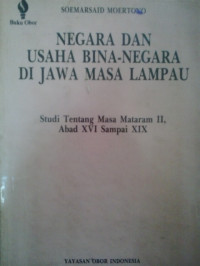 Buku Obor
SOEMARSAID MOERTONO
NEGARA DAN
USAHA BINA-NEGARA
DI JAWA MASA LAMPAU
Studi Tentang Masa Mataram II,
Abad XVI Sampai XIX
YAYASAN OBOR INDONESIA